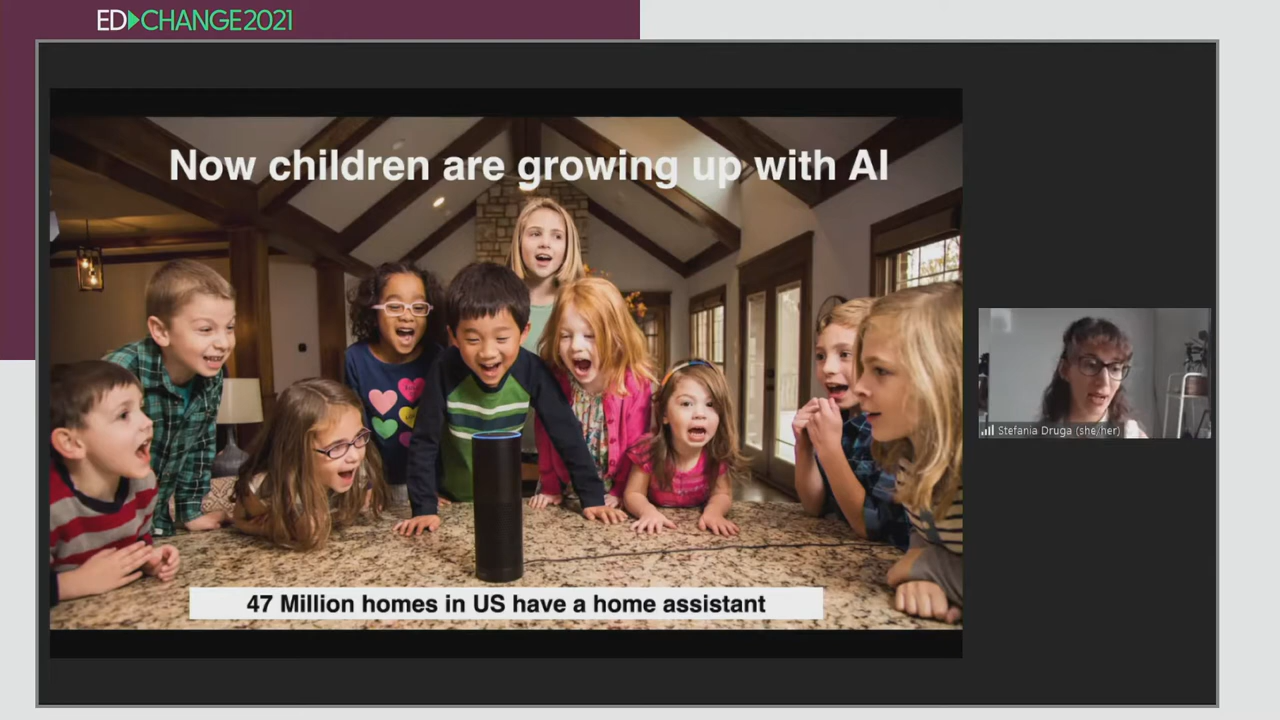 ED▶CHANGE2021
Now children are growing up with AI
Stefania Druga (she/her)
47 Million homes in US have a home assistant